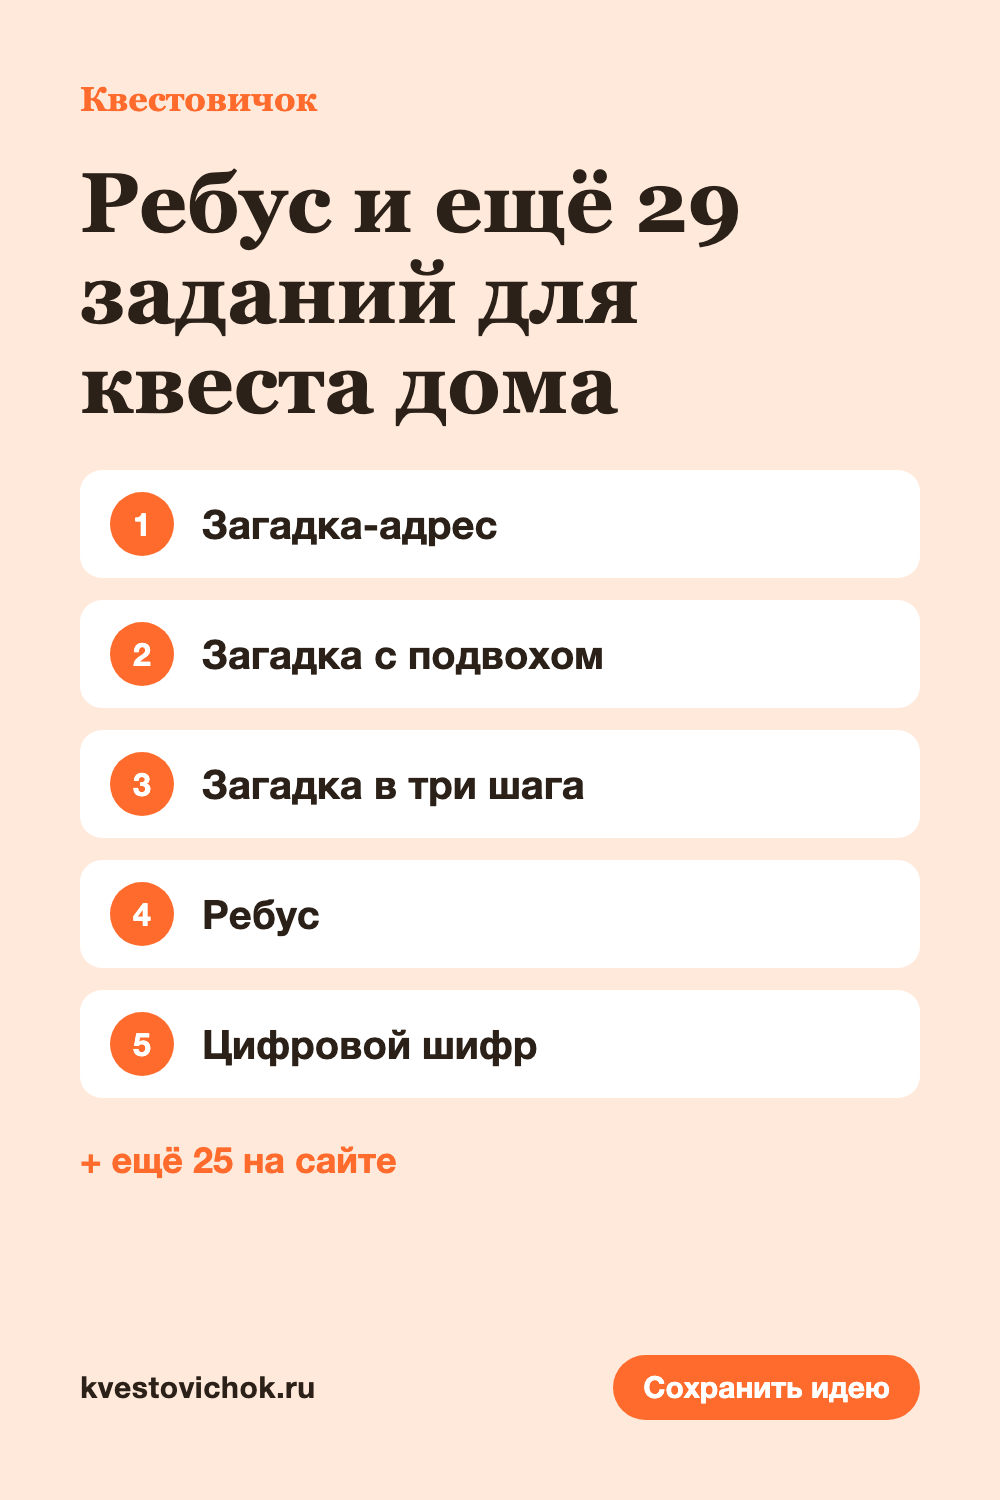 Квестовичок
Ребус и ещё 29
заданий для
квеста дома
1 Загадка-адрес
2 Загадка с подвохом
3 Загадка в три шага
4 Ребус
5 Цифровой шифр
+ ещё 25 на сайте
kvestovichok.ru
Сохранить идею